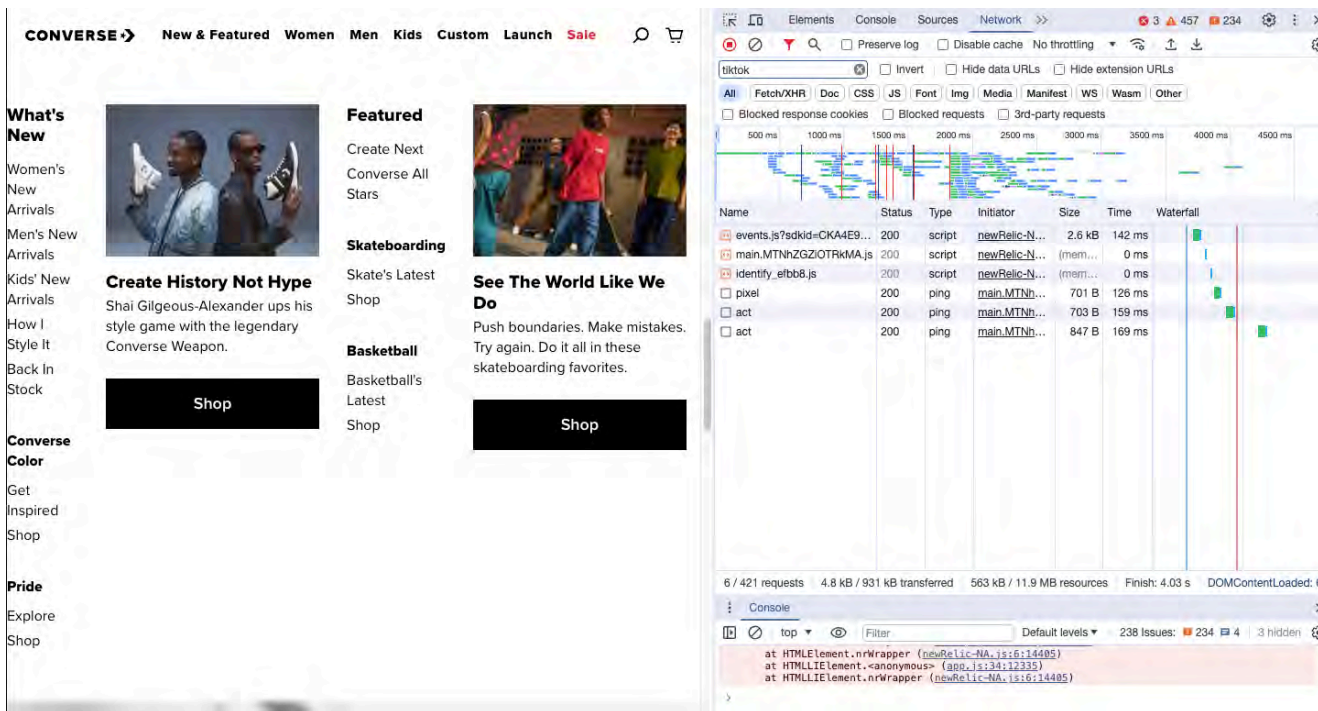 CONVERSE
New & Featured Women Men Kids Custom Launch Sale
What's
New
Women's
New
Arrivals
Men's New
Arrivals
Kids' New
Arrivals
How I
Style It
Back In
Stock
Converse
Color
Get
Inspired
Shop
Pride
Explore
Shop
Create History Not Hype
Shai Gilgeous-Alexander ups his
style game with the legendary
Converse Weapon.
Shop
Featured
Create Next
Converse All
Stars
Skateboarding
Skate's Latest
Shop
Basketball
Basketball's
Latest
Shop
See The World Like We
Do
Push boundaries. Make mistakes.
Try again. Do it all in these
skateboarding favorites.
Shop
Elements Console Sources Network >> 3 457 234
Preserve log Disable cache No throttling
tiktok Invert Hide data URLs Hide extension URLs
All Fetch/XHR Doc CSS JS Font Img Media Manifest WS Wasm Other
Blocked response cookies Blocked requests 3rd-party requests
500 ms 1000 ms 1500 ms 2000 ms 2500 ms 3000 ms 3500 ms 4000 ms 4500 ms
Name Status Type Initiator Size Time Waterfall
events.js?sdkid=CKA4E9... 200 script newRelic-N... 2.6 kB 142 ms
main.MTNhZGZiOTRkMA.js 200 script newRelic-N... (mem... 0 ms
identify_efbb8.js 200 script newRelic-N... (mem... 0 ms
pixel 200 ping main.MTNh... 701 B 126 ms
act 200 ping main.MTNh... 703 B 159 ms
act 200 ping main.MTNh... 847 B 169 ms
6 / 421 requests 4.8 kB / 931 kB transferred 563 kB / 11.9 MB resources Finish: 4.03 s DOMContentLoaded:
Console
top Filter Default levels 238 Issues: 234 4 3 hidden
at HTMLElement.nrWrapper (newRelic-NA.js:6:14405)
at HTMLLIElement.<anonymous> (app.js:34:12335)
at HTMLLIElement.nrWrapper (newRelic-NA.js:6:14405)